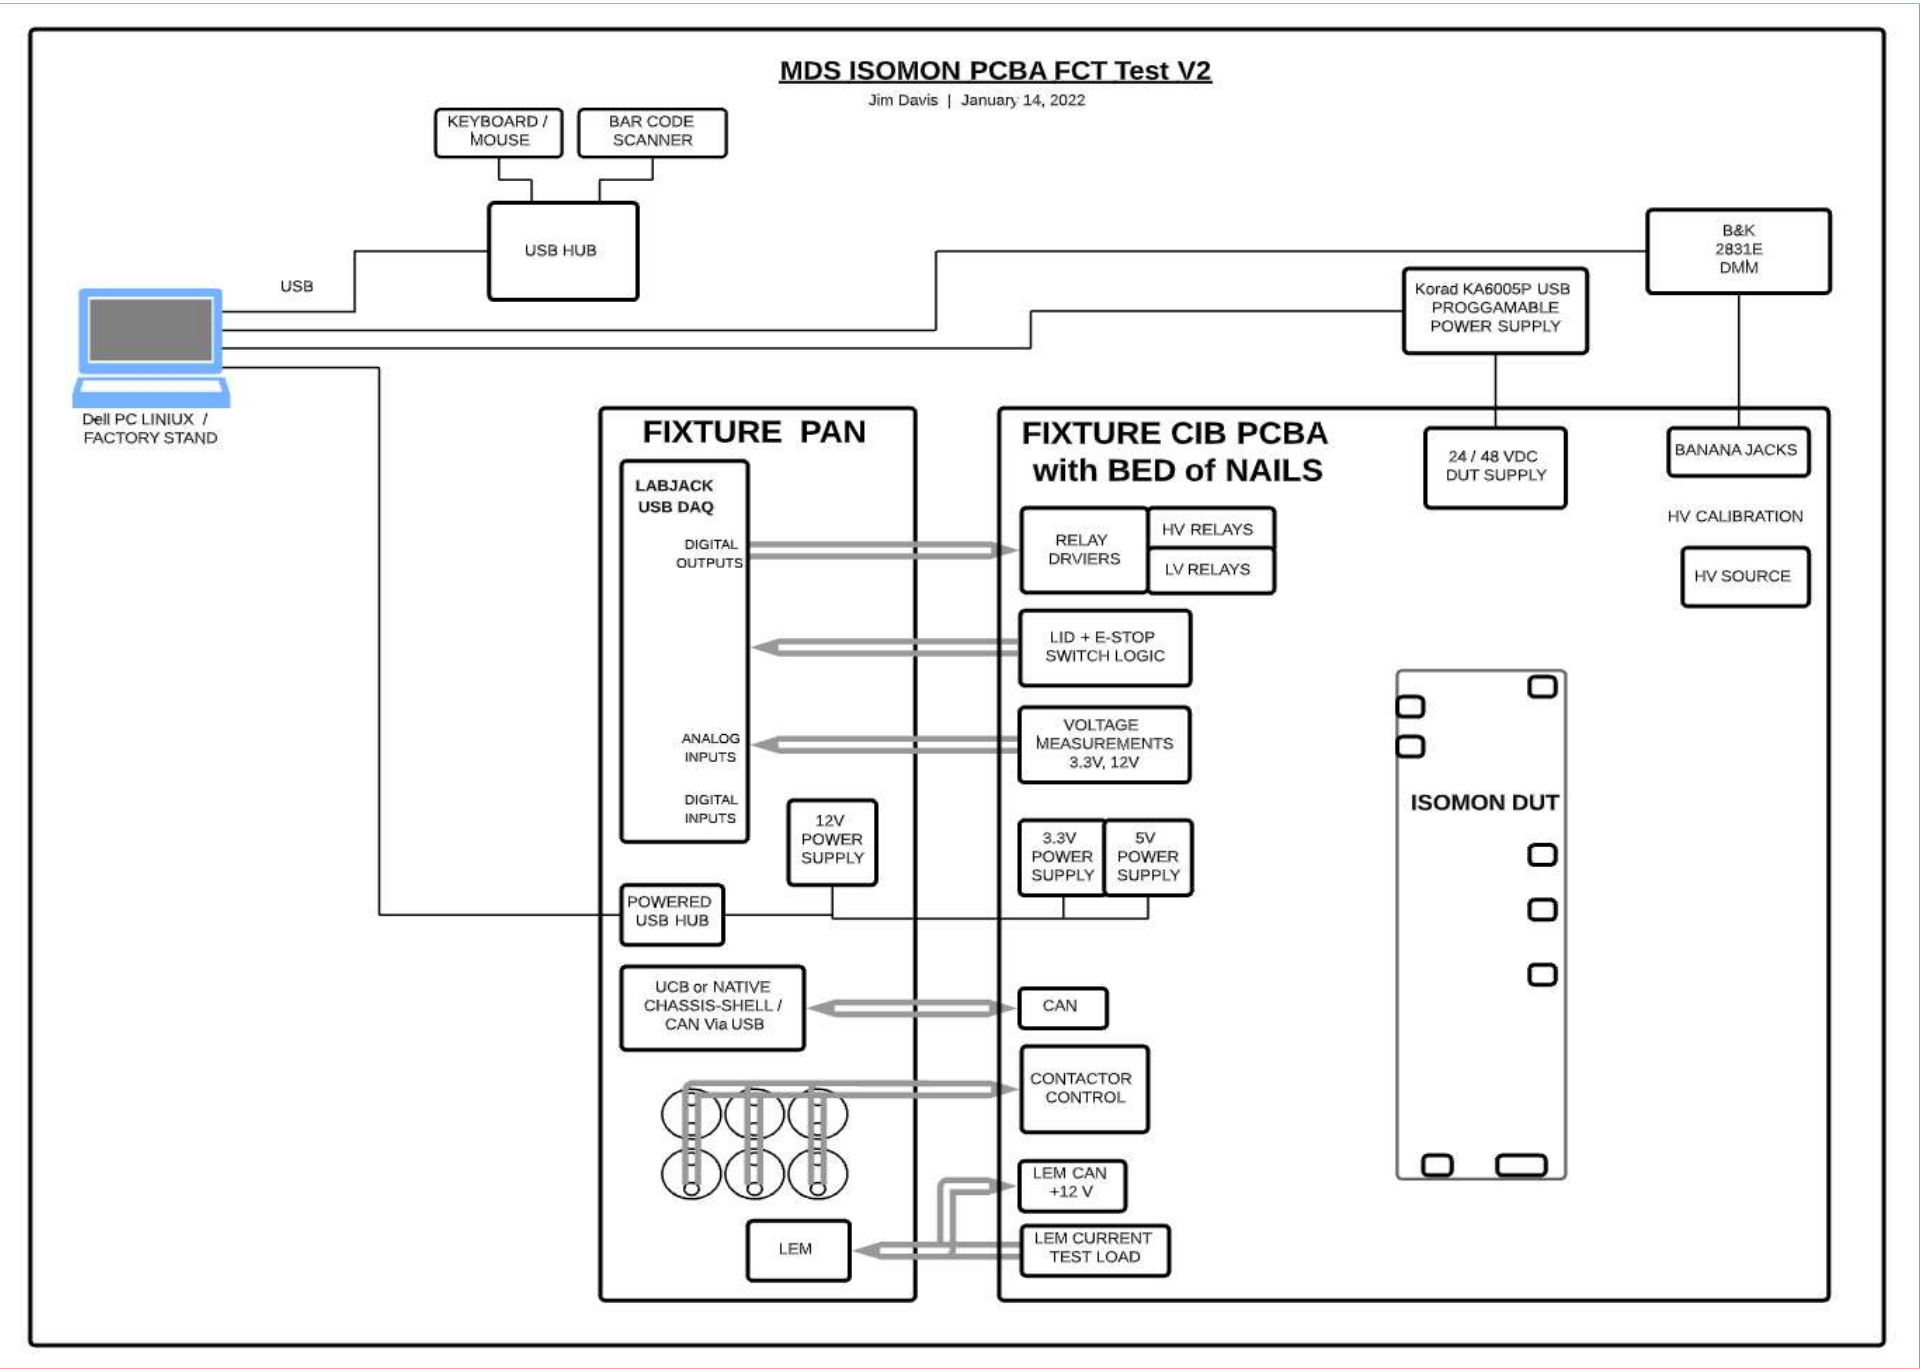 MDS ISOMON PCBA FCT Test V2
Jim Davis | January 14, 2022
KEYBOARD /
MOUSE
BAR CODE
SCANNER
USB HUB
USB
B&K
2831E
DMM
Korad KA6005P USB
PROGGAMABLE
POWER SUPPLY
Dell PC LINIUX /
FACTORY STAND
FIXTURE PAN
LABJACK
USB DAQ
DIGITAL
OUTPUTS
ANALOG
INPUTS
DIGITAL
INPUTS
12V
POWER
SUPPLY
POWERED
USB HUB
UCB or NATIVE
CHASSIS-SHELL /
CAN Via USB
LEM
FIXTURE CIB PCBA
with BED of NAILS
24 / 48 VDC
DUT SUPPLY
BANANA JACKS
HV CALIBRATION
HV SOURCE
RELAY
DRVIERS
HV RELAYS
LV RELAYS
LID + E-STOP
SWITCH LOGIC
VOLTAGE
MEASUREMENTS
3.3V, 12V
3.3V
POWER
SUPPLY
5V
POWER
SUPPLY
CAN
CONTACTOR
CONTROL
LEM CAN
+12 V
LEM CURRENT
TEST LOAD
ISOMON DUT